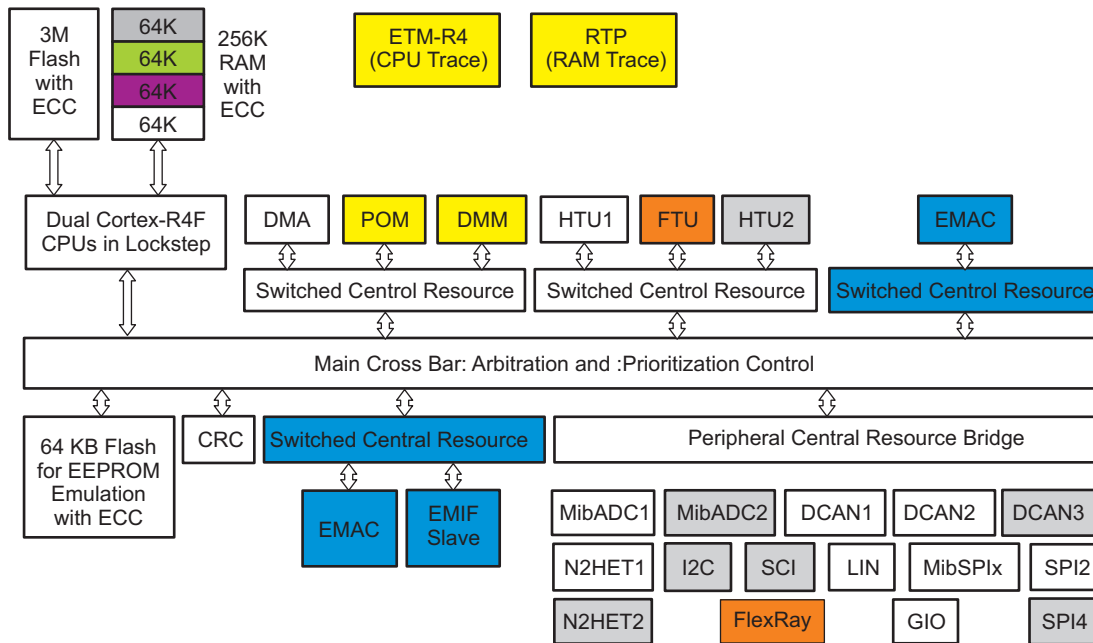 3M
Flash
with
ECC
64K
64K
64K
64K
256K
RAM
with
ECC
ETM-R4
(CPU Trace)
RTP
(RAM Trace)
Dual Cortex-R4F
CPUs in Lockstep
DMA
POM
DMM
HTU1
FTU
HTU2
EMAC
Switched Central Resource
Switched Central Resource
Switched Central Resource
Main Cross Bar: Arbitration and :Prioritization Control
64 KB Flash
for EEPROM
Emulation
with ECC
CRC
Switched Central Resource
Peripheral Central Resource Bridge
EMAC
EMIF
Slave
MibADC1
MibADC2
DCAN1
DCAN2
DCAN3
N2HET1
I2C
SCI
LIN
MibSPIx
SPI2
N2HET2
FlexRay
GIO
SPI4